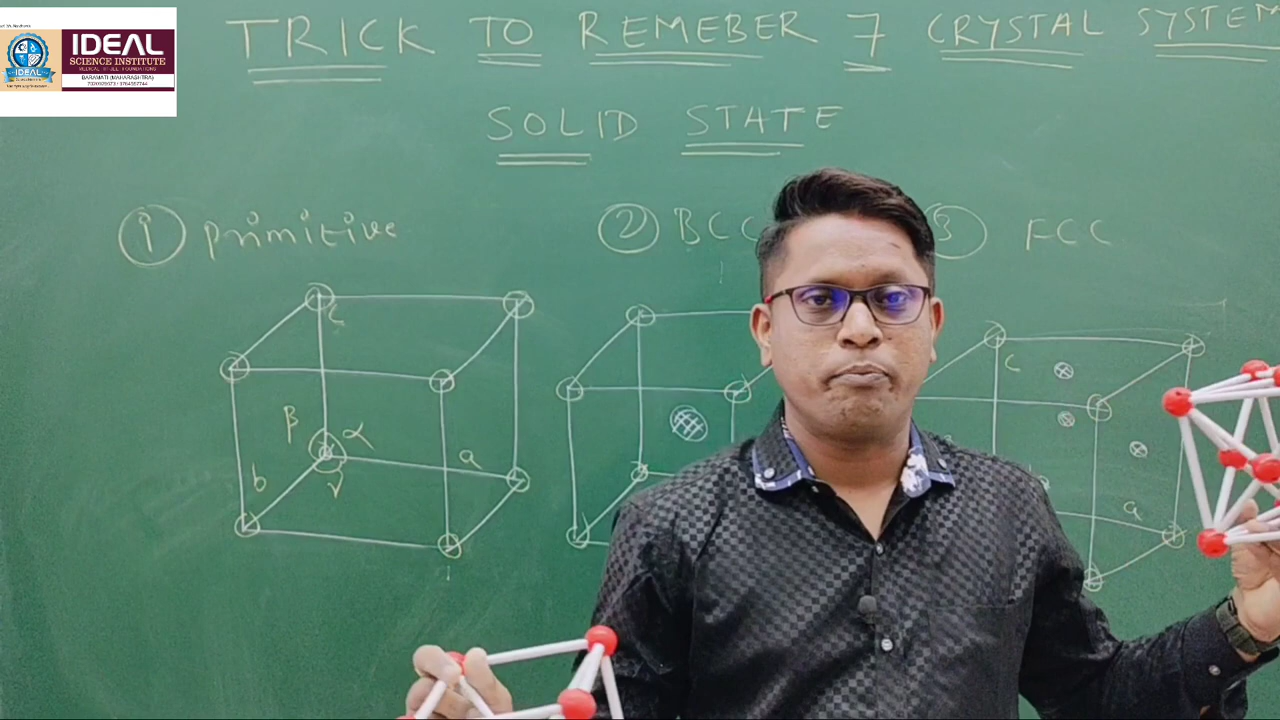 IDEAL
SCIENCE INSTITUTE
IDEAL
BARAMATI (MAHARASHTRA)
TRICK TO REMEBER 7 CRYSTAL SYSTEM
SOLID STATE
1 primitive
2 BCC
3 FCC
c
β α
a
b γ
c
a